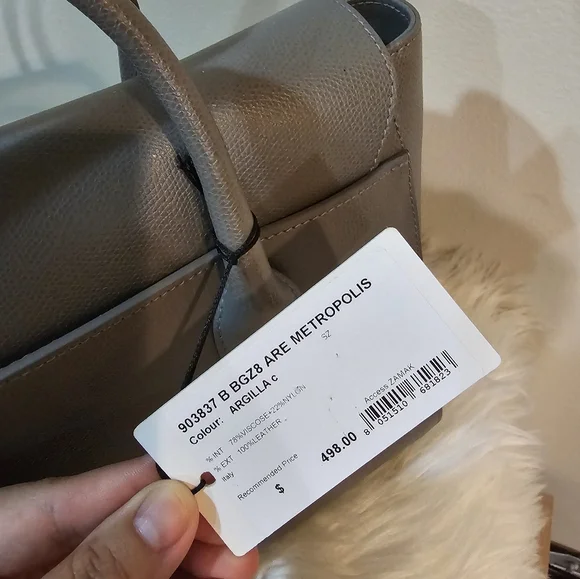 903837 B BGZ8 ARE METROPOLIS
Colour: ARGILLA c
SZ
% INT 78%VISCOSE+22%NYLON
% EXT 100%LEATHER
Italy
Access ZAMAK
Recommended Price
$ 498.00
8 051510 681823